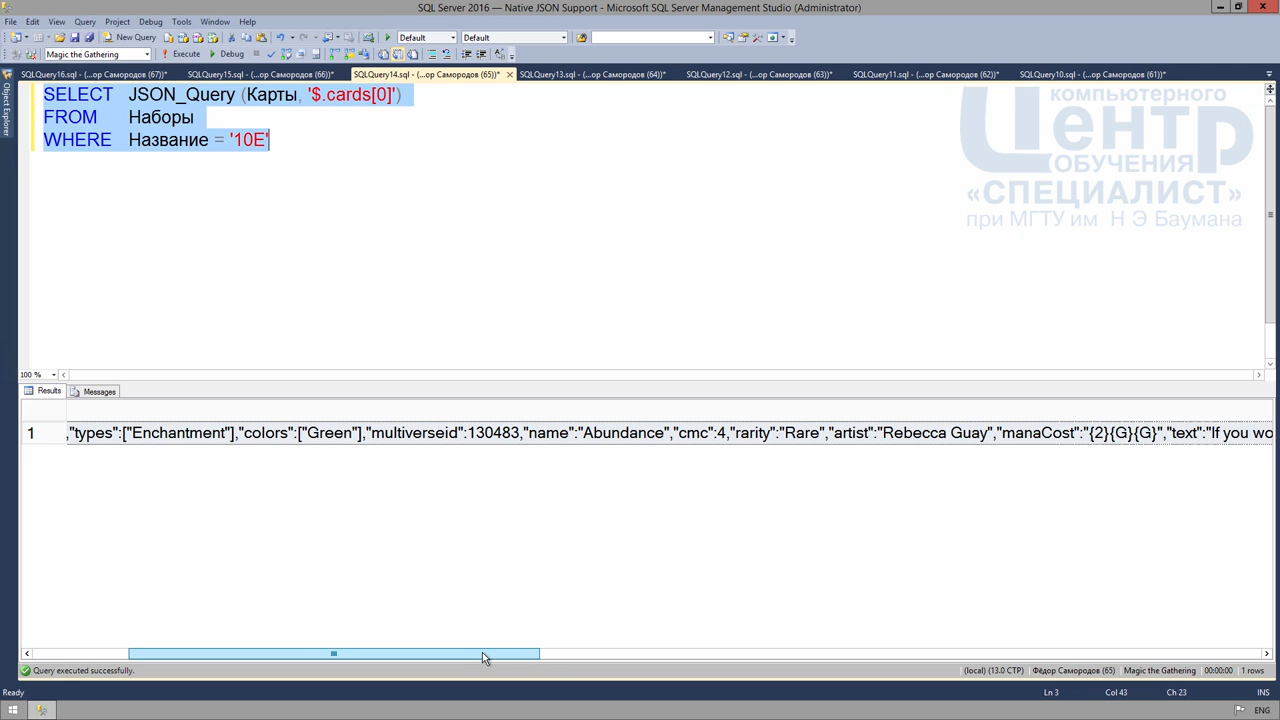 SQL Server 2016 — Native JSON Support - Microsoft SQL Server Management Studio (Administrator)
File Edit View Query Project Debug Tools Window Help
New Query Default Default
Magic the Gathering Execute Debug
SQLQuery16.sql - (...ор Самородов (67))* SQLQuery15.sql - (...ор Самородов (66))* SQLQuery14.sql - (...ор Самородов (65))* SQLQuery13.sql - (...ор Самородов (64))* SQLQuery12.sql - (...ор Самородов (63))* SQLQuery11.sql - (...ор Самородов (62))* SQLQuery10.sql - (...ор Самородов (61))*
Object Explorer
SELECT JSON_Query (Карты, '$.cards[0]')
FROM Наборы
WHERE Название = '10E'
компьютерного
Центр
ОБУЧЕНИЯ
«СПЕЦИАЛИСТ»
при МГТУ им Н Э Баумана
100 %
Results Messages
1 ,"types":["Enchantment"],"colors":["Green"],"multiverseid":130483,"name":"Abundance","cmc":4,"rarity":"Rare","artist":"Rebecca Guay","manaCost":"{2}{G}{G}","text":"If you wo
Query executed successfully. (local) (13.0 CTP) Фёдор Самородов (65) Magic the Gathering 00:00:00 1 rows
Ready Ln 3 Col 43 Ch 23 INS
ENG